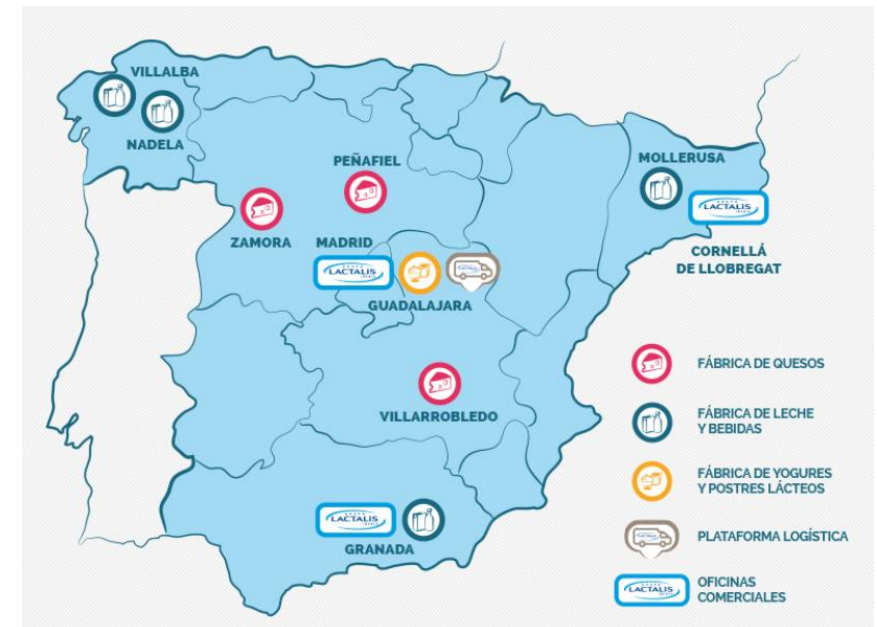 VILLALBA
NADELA
PEÑAFIEL
MOLLERUSA
LACTALIS
ZAMORA
MADRID
CORNELLÁ
DE LLOBREGAT
LACTALIS
GUADALAJARA
VILLARROBLEDO
LACTALIS
GRANADA
FÁBRICA DE QUESOS
FÁBRICA DE LECHE
Y BEBIDAS
FÁBRICA DE YOGURES
Y POSTRES LÁCTEOS
PLATAFORMA LOGÍSTICA
LACTALIS
OFICINAS
COMERCIALES